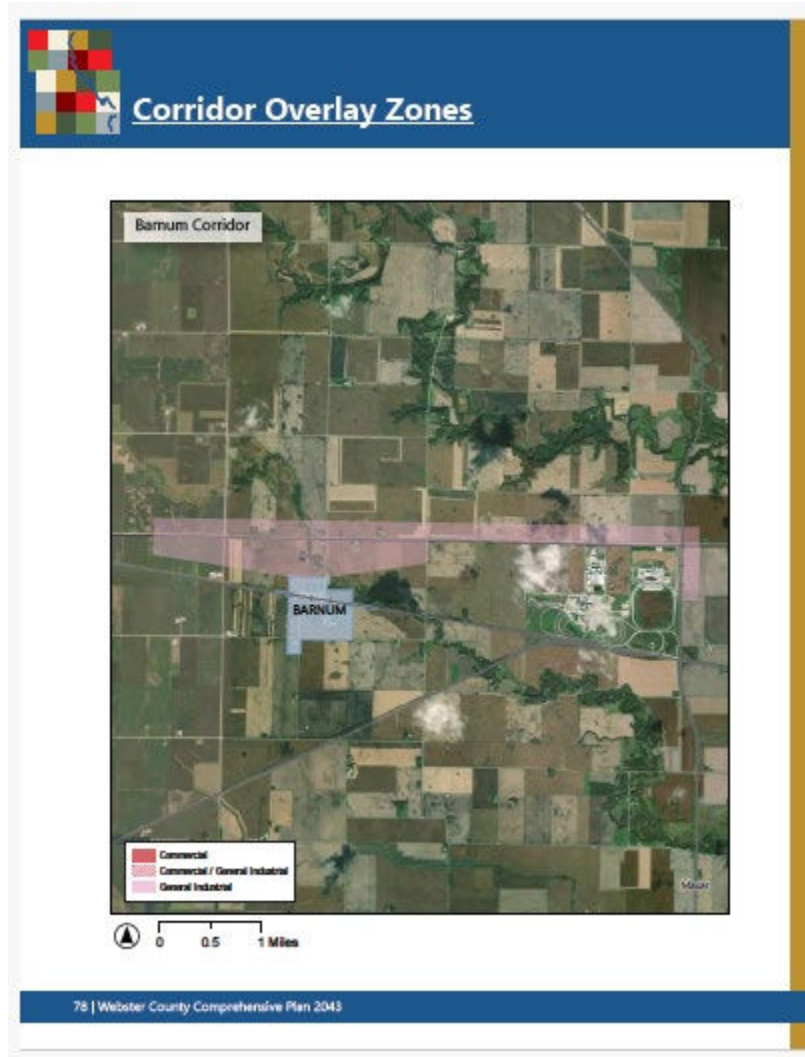 Corridor Overlay Zones
Barnum Corridor
BARNUM
Commercial
Commercial / General Industrial
General Industrial
0 0.5 1 Miles
78 | Webster County Comprehensive Plan 2043